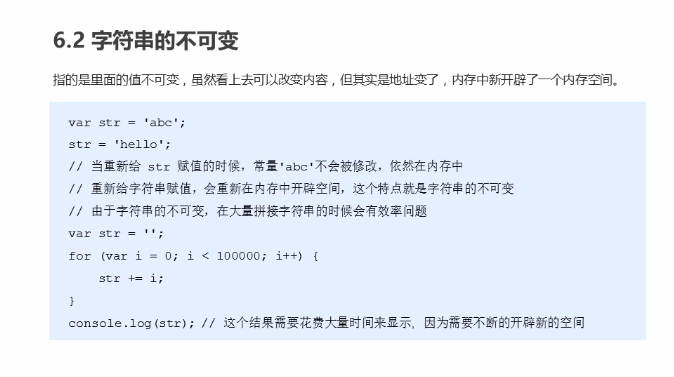 6.2 字符串的不可变
指的是里面的值不可变，虽然看上去可以改变内容，但其实是地址变了，内存中新开辟了一个内存空间。
var str = 'abc';
str = 'hello';
// 当重新给 str 赋值的时候，常量'abc'不会被修改，依然在内存中
// 重新给字符串赋值，会重新在内存中开辟空间，这个特点就是字符串的不可变
// 由于字符串的不可变，在大量拼接字符串的时候会有效率问题
var str = '';
for (var i = 0; i < 100000; i++) {
    str += i;
}
console.log(str); // 这个结果需要花费大量时间来显示，因为需要不断的开辟新的空间